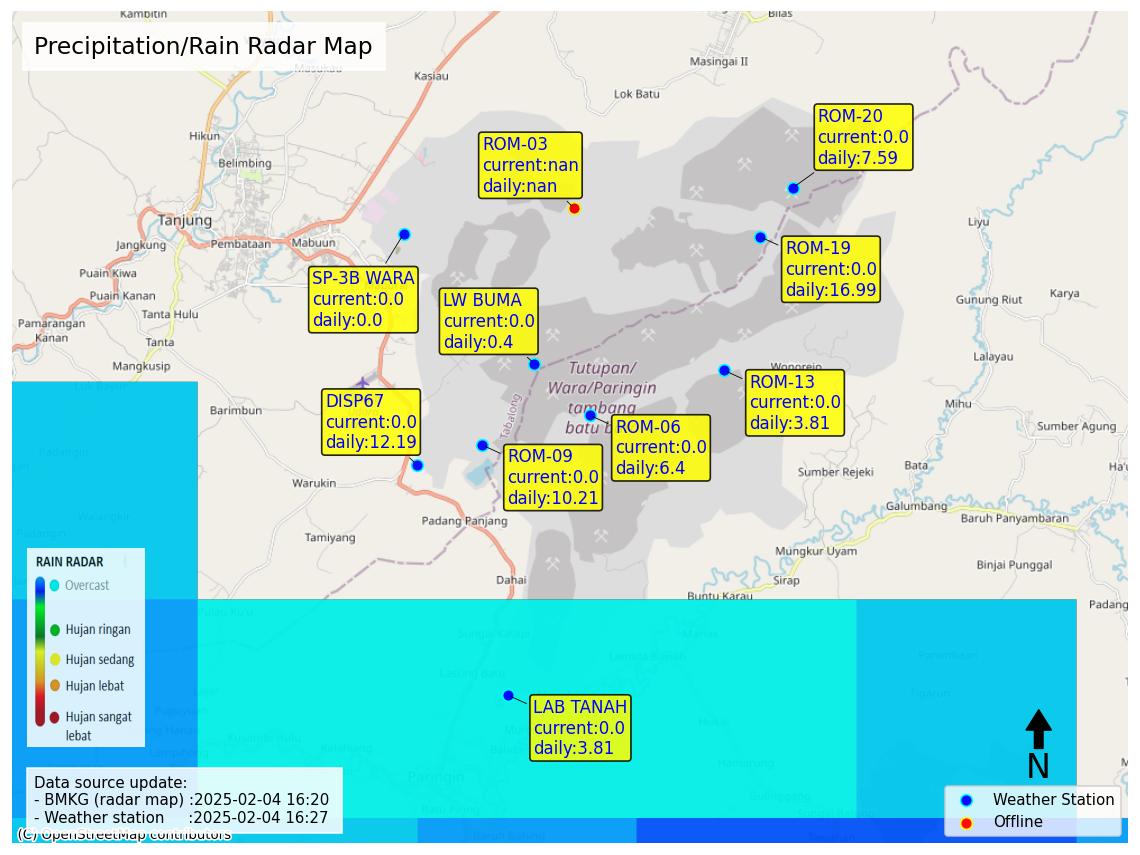 Kambitin
Bilas
Precipitation/Rain Radar Map
Masukau
Kasiau
Masingai II
Lok Batu
ROM-20
current:0.0
daily:7.59
Hikun
ROM-03
current:nan
daily:nan
Belimbing
Tanjung
Liyu
Jangkung
Pembataan
Mabuun
ROM-19
current:0.0
daily:16.99
Puain Kiwa
SP-3B WARA
current:0.0
daily:0.0
Puain Kanan
LW BUMA
current:0.0
daily:0.4
Gunung Riut
Karya
Tanta Hulu
Pamarangan
Kanan
Tanta
Mangkusip
Lalayau
Wonorejo
Tutupan/
Wara/Paringin
tambang
batu b
ROM-13
current:0.0
daily:3.81
DISP67
current:0.0
daily:12.19
Tabalong
Barimbun
Mihu
ROM-06
current:0.0
daily:6.4
Sumber Agung
Padangin
ROM-09
current:0.0
daily:10.21
Sumber Rejeki
Bata
Ha'u
Warukin
Galumbang
Walangkir
Padang Panjang
Baruh Panyambaran
Padangin
Tamiyang
Mungkur Uyam
Binjai Punggal
RAIN RADAR
Overcast
Hujan ringan
Hujan sedang
Hujan lebat
Hujan sangat
lebat
Dahai
Sirap
Buntu Karau
Padang
LAB TANAH
current:0.0
daily:3.81
Paringin
N
Data source update:
- BMKG (radar map) :2025-02-04 16:20
- Weather station :2025-02-04 16:27
Weather Station
Offline
(C) OpenStreetMap contributors